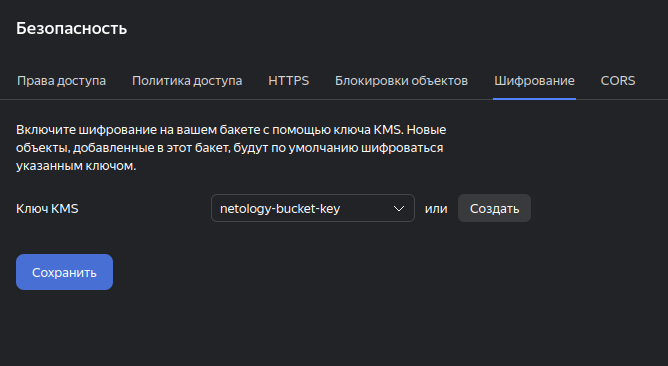 Безопасность
Права доступа Политика доступа HTTPS Блокировки объектов Шифрование CORS
Включите шифрование на вашем бакете с помощью ключа KMS. Новые
объекты, добавленные в этот бакет, будут по умолчанию шифроваться
указанным ключом.
Ключ KMS netology-bucket-key или Создать
Сохранить